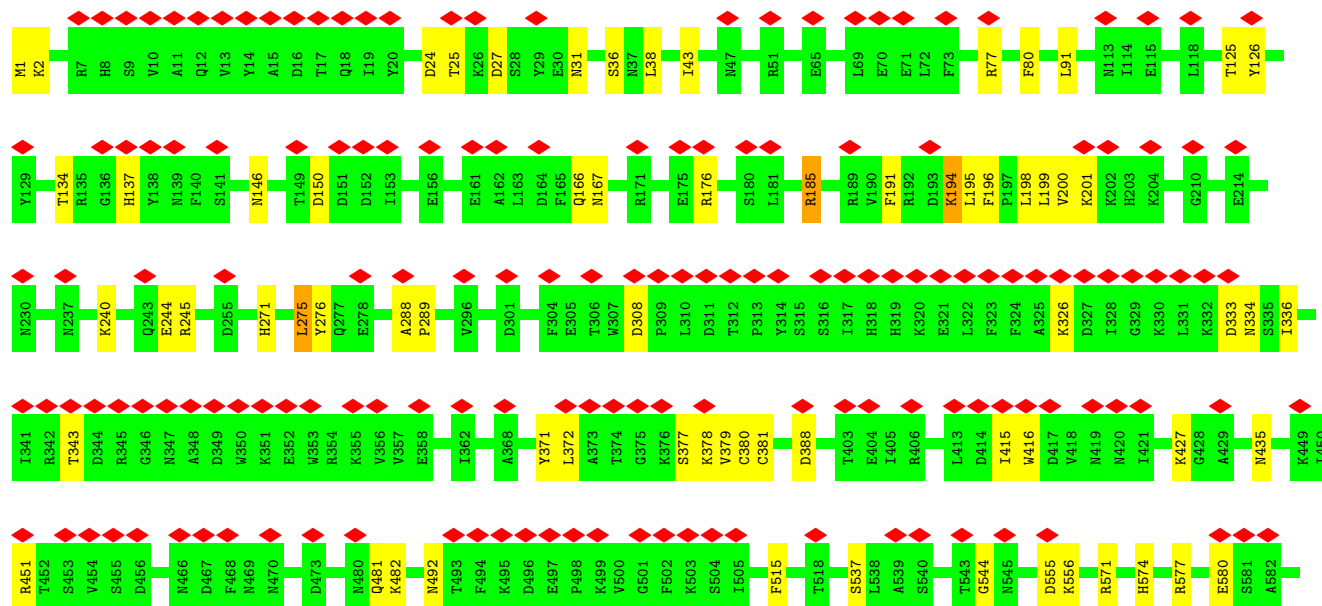 M1 K2 R7 H8 S9 V10 A11 Q12 V13 Y14 A15 D16 T17 Q18 I19 Y20 D24 T25 K26 D27 S28 Y29 E30 N31 S36 N37 L38 I43 N47 R51 E65 L69 E70 E71 L72 F73 R77 F80 L91 N113 I114 E115 L118 T125 Y126
Y129 T134 R135 G136 H137 Y138 N139 F140 S141 N146 T149 D150 D151 D152 I153 E156 E161 A162 L163 D164 F165 Q166 N167 R171 E175 R176 S180 L181 R185 R189 V190 F191 R192 D193 K194 L195 F196 P197 L198 L199 V200 K201 K202 H203 K204 G210 E214
N230 N237 K240 Q243 E244 R245 D255 H271 L275 Y276 Q277 E278 A288 P289 V296 D301 F304 E305 T306 W307 D308 P309 L310 D311 T312 P313 Y314 S315 S316 I317 H318 H319 K320 E321 L322 F323 F324 A325 K326 D327 I328 G329 K330 L331 K332 D333 N334 S335 I336
I341 R342 T343 D344 R345 G346 N347 A348 D349 W350 K351 E352 W353 R354 K355 V356 V357 E358 I362 A368 Y371 L372 A373 T374 G375 K376 S377 K378 V379 C380 C381 D388 T403 E404 I405 R406 L413 D414 I415 W416 D417 V418 N419 N420 I421 K427 G428 A429 N435 K449 I450
R451 T452 S453 V454 S455 D456 N466 D467 F468 N469 N470 D473 N480 Q481 K482 N492 T493 F494 K495 D496 E497 P498 K499 V500 G501 F502 K503 S504 I505 F515 T518 S537 L538 A539 S540 T543 G544 N545 D555 K556 R571 H574 R577 E580 S581 A582